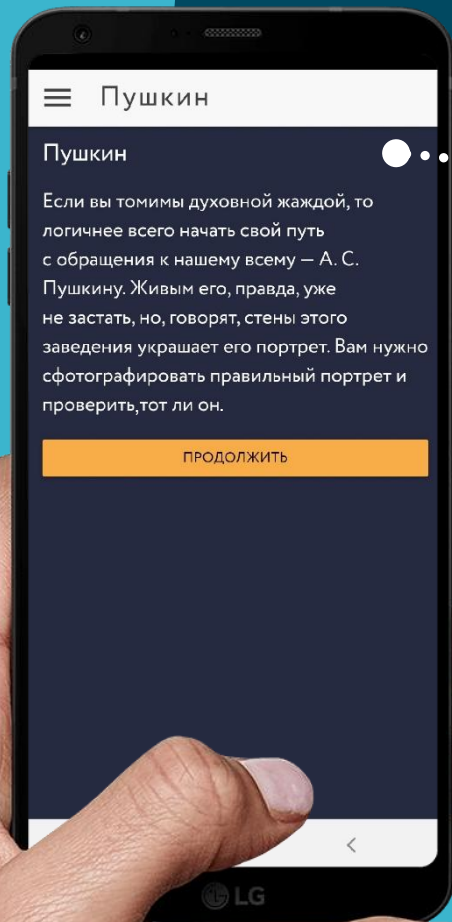 Пушкин
Пушкин
Если вы томимы духовной жаждой, то
логичнее всего начать свой путь
с обращения к нашему всему — А. С.
Пушкину. Живым его, правда, уже
не застать, но, говорят, стены этого
заведения украшает его портрет. Вам нужно
сфотографировать правильный портрет и
проверить,тот ли он.
ПРОДОЛЖИТЬ
LG